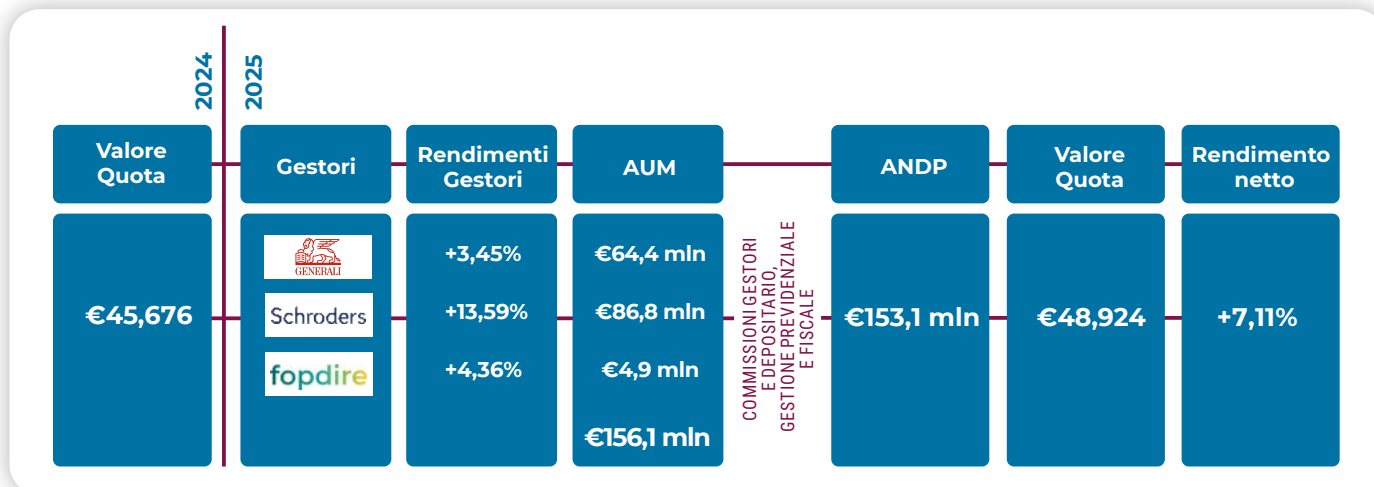 2024
2025
Valore
Quota
Gestori
Rendimenti
Gestori
AUM
ANDP
Valore
Quota
Rendimento
netto
€45,676
GENERALI
+3,45%
€64,4 mln
Schroders
+13,59%
€86,8 mln
fopdire
+4,36%
€4,9 mln
€156,1 mln
COMMISSIONI GESTORI
E DEPOSITARIO,
GESTIONE PREVIDENZIALE
E FISCALE
€153,1 mln
€48,924
+7,11%